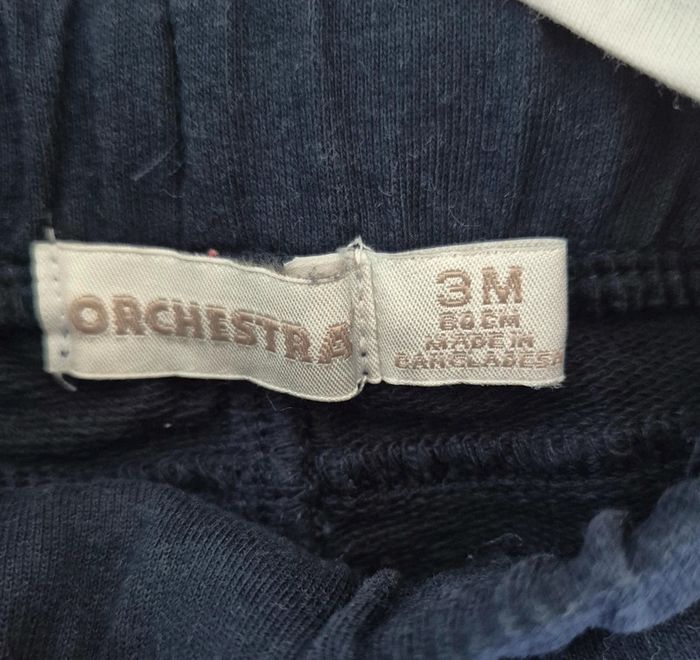 ORCHESTRA
3M
60CM
MADE IN
BANGLADESH